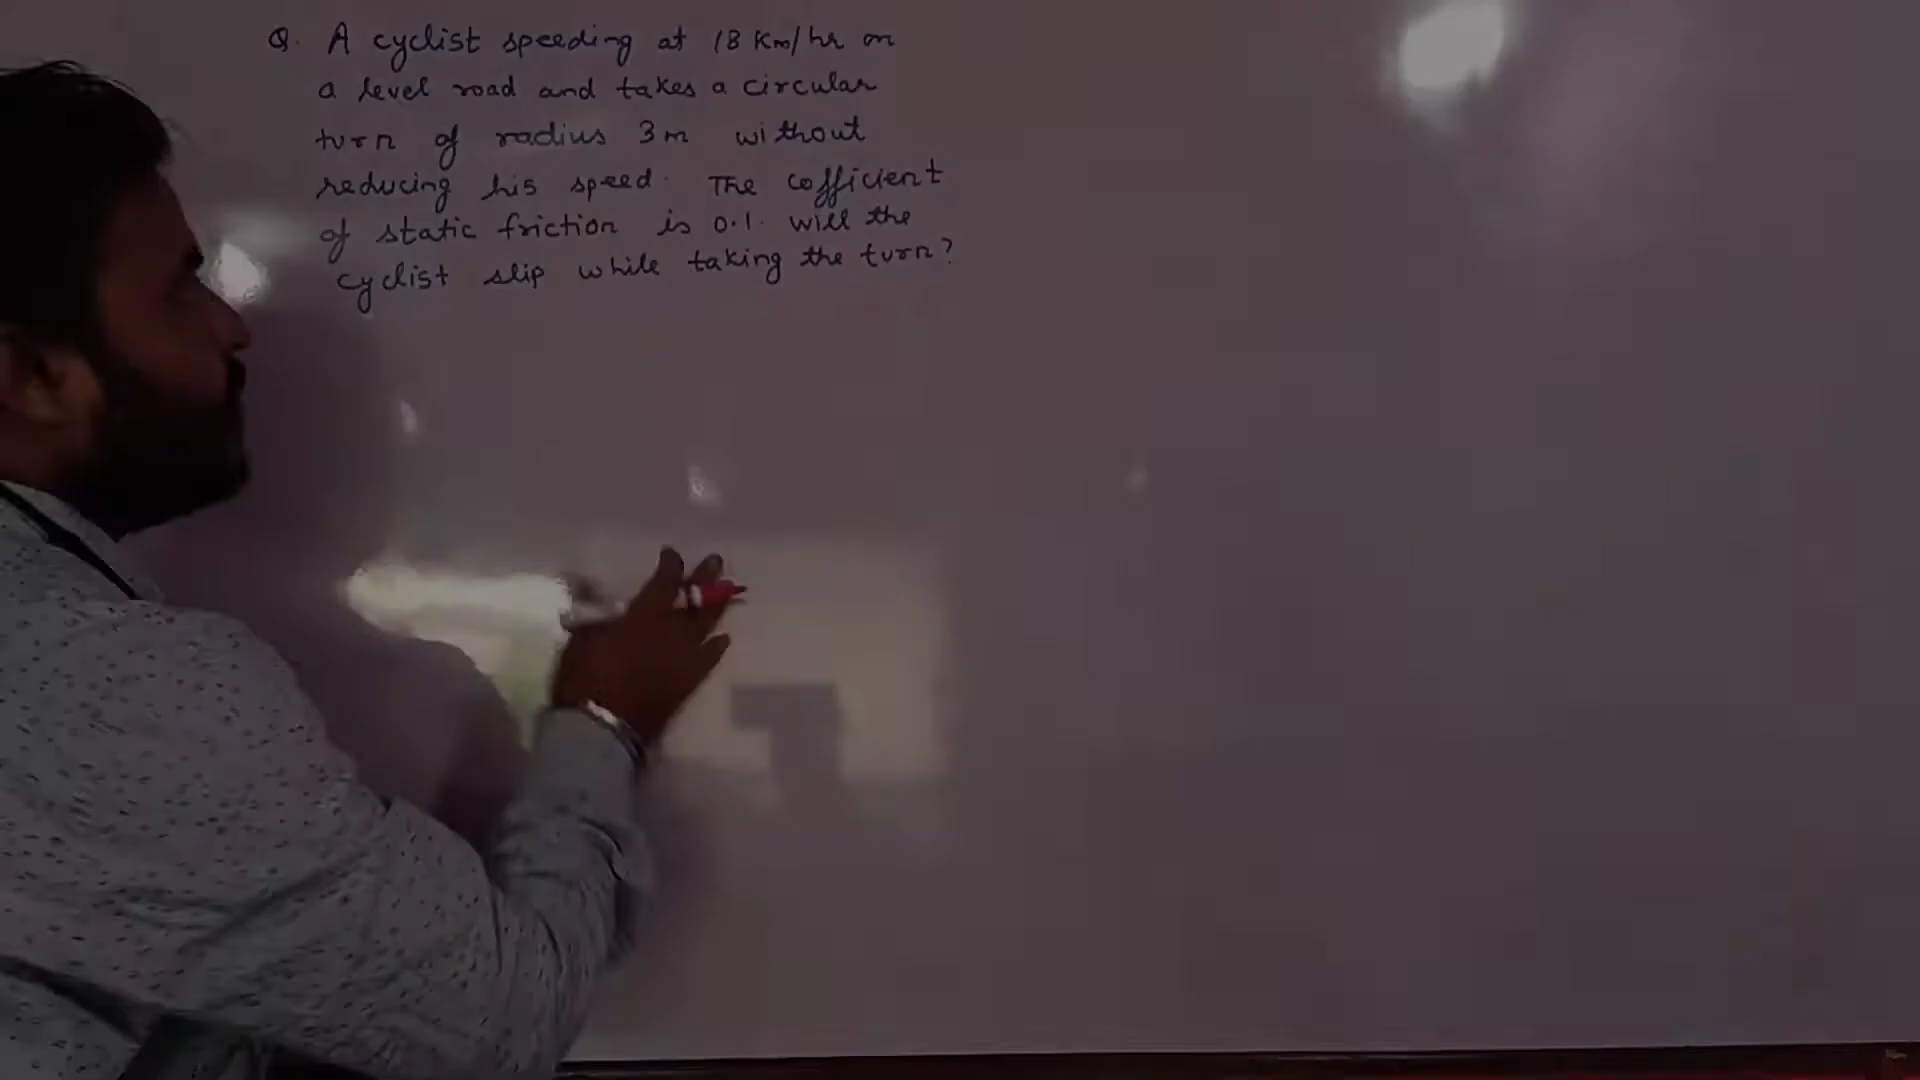 Q. A cyclist speeding at 18 Km/hr on
a level road and takes a circular
turn of radius 3m without
reducing his speed. The cofficient
of static friction is 0.1. will the
cyclist slip while taking the turn?